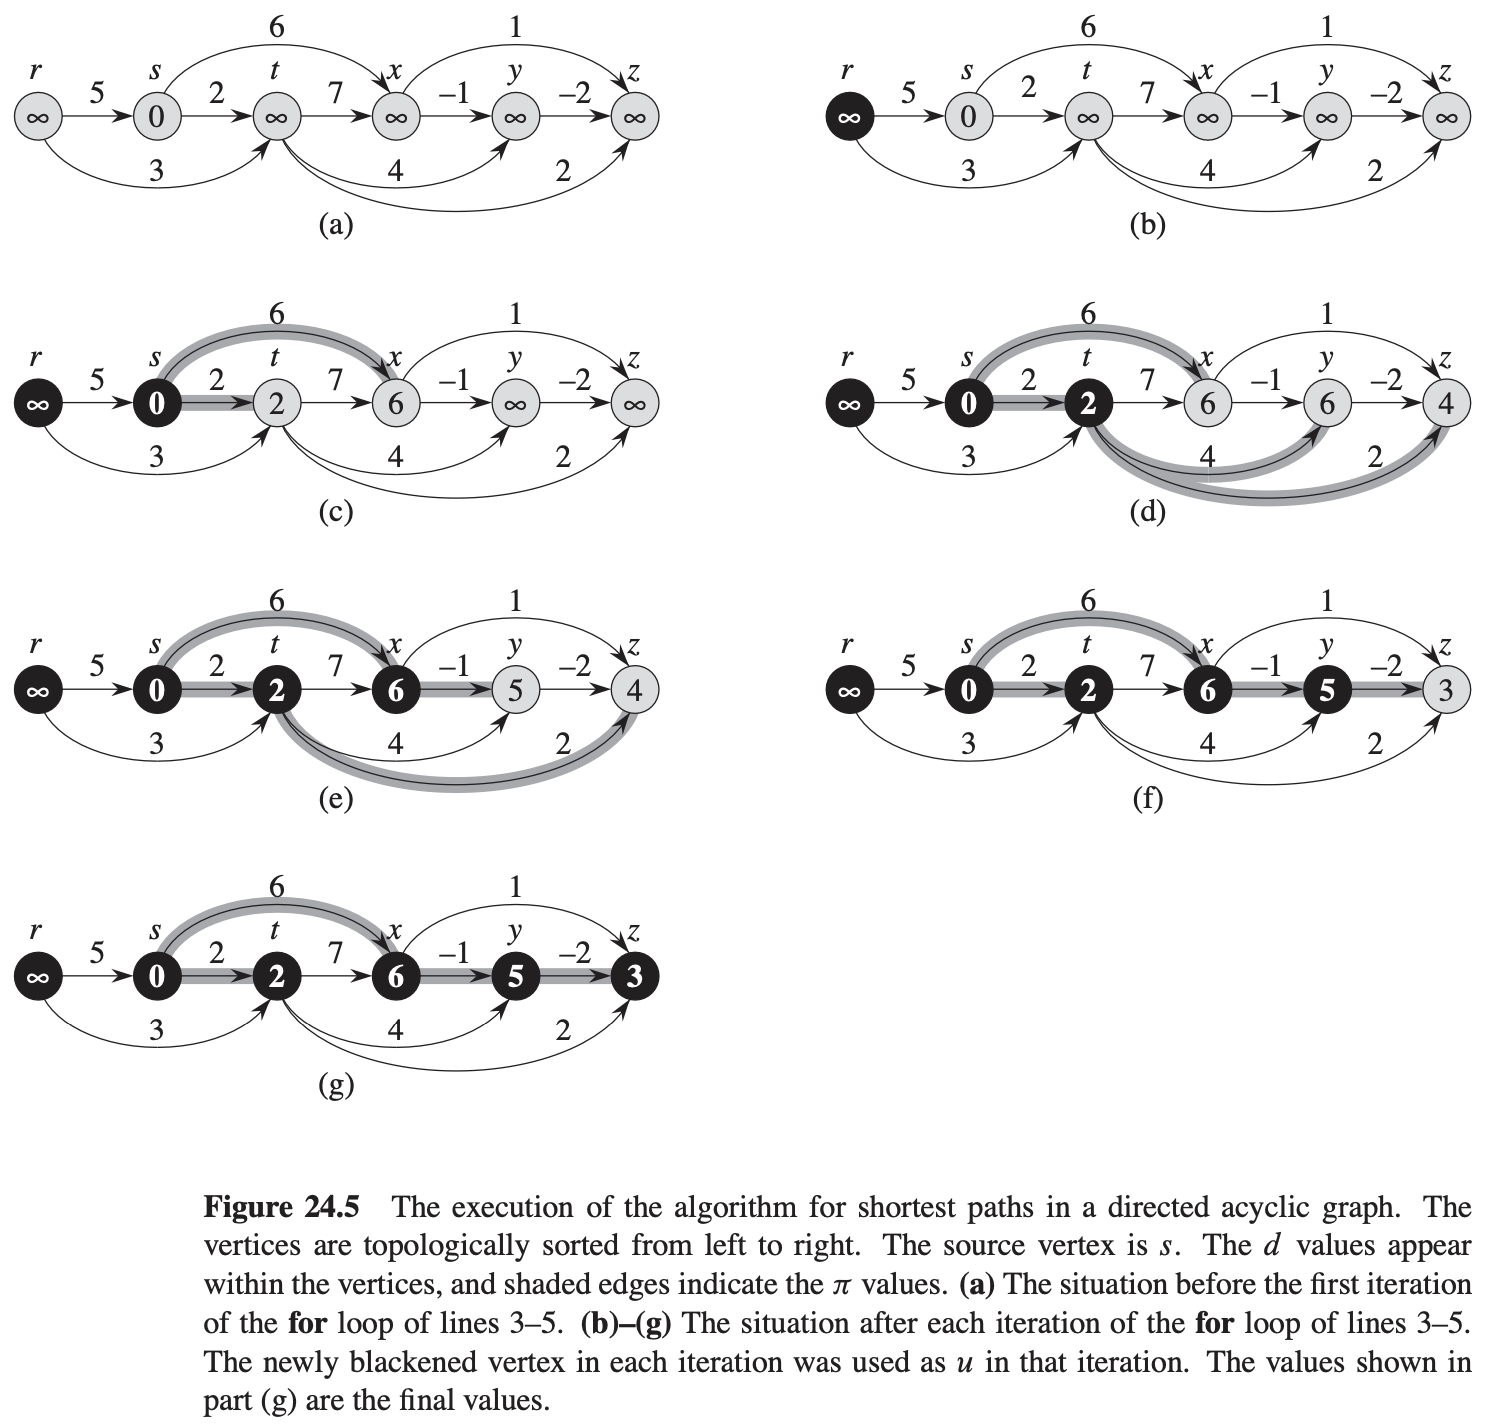 6 1 6 1
r s t x y z r s t x y z
5 2 7 –1 –2 5 2 7 –1 –2
∞ 0 ∞ ∞ ∞ ∞ ∞ 0 ∞ ∞ ∞ ∞
3 4 2 3 4 2
(a) (b)
6 1 6 1
r s t x y z r s t x y z
5 2 7 –1 –2 5 2 7 –1 –2
∞ 0 2 6 ∞ ∞ ∞ 0 2 6 6 4
3 4 2 3 4 2
(c) (d)
6 1 6 1
r s t x y z r s t x y z
5 2 7 –1 –2 5 2 7 –1 –2
∞ 0 2 6 5 4 ∞ 0 2 6 5 3
3 4 2 3 4 2
(e) (f)
6 1
r s t x y z
5 2 7 –1 –2
∞ 0 2 6 5 3
3 4 2
(g)
Figure 24.5 The execution of the algorithm for shortest paths in a directed acyclic graph. The
vertices are topologically sorted from left to right. The source vertex is s. The d values appear
within the vertices, and shaded edges indicate the π values. (a) The situation before the first iteration
of the for loop of lines 3–5. (b)–(g) The situation after each iteration of the for loop of lines 3–5.
The newly blackened vertex in each iteration was used as u in that iteration. The values shown in
part (g) are the final values.